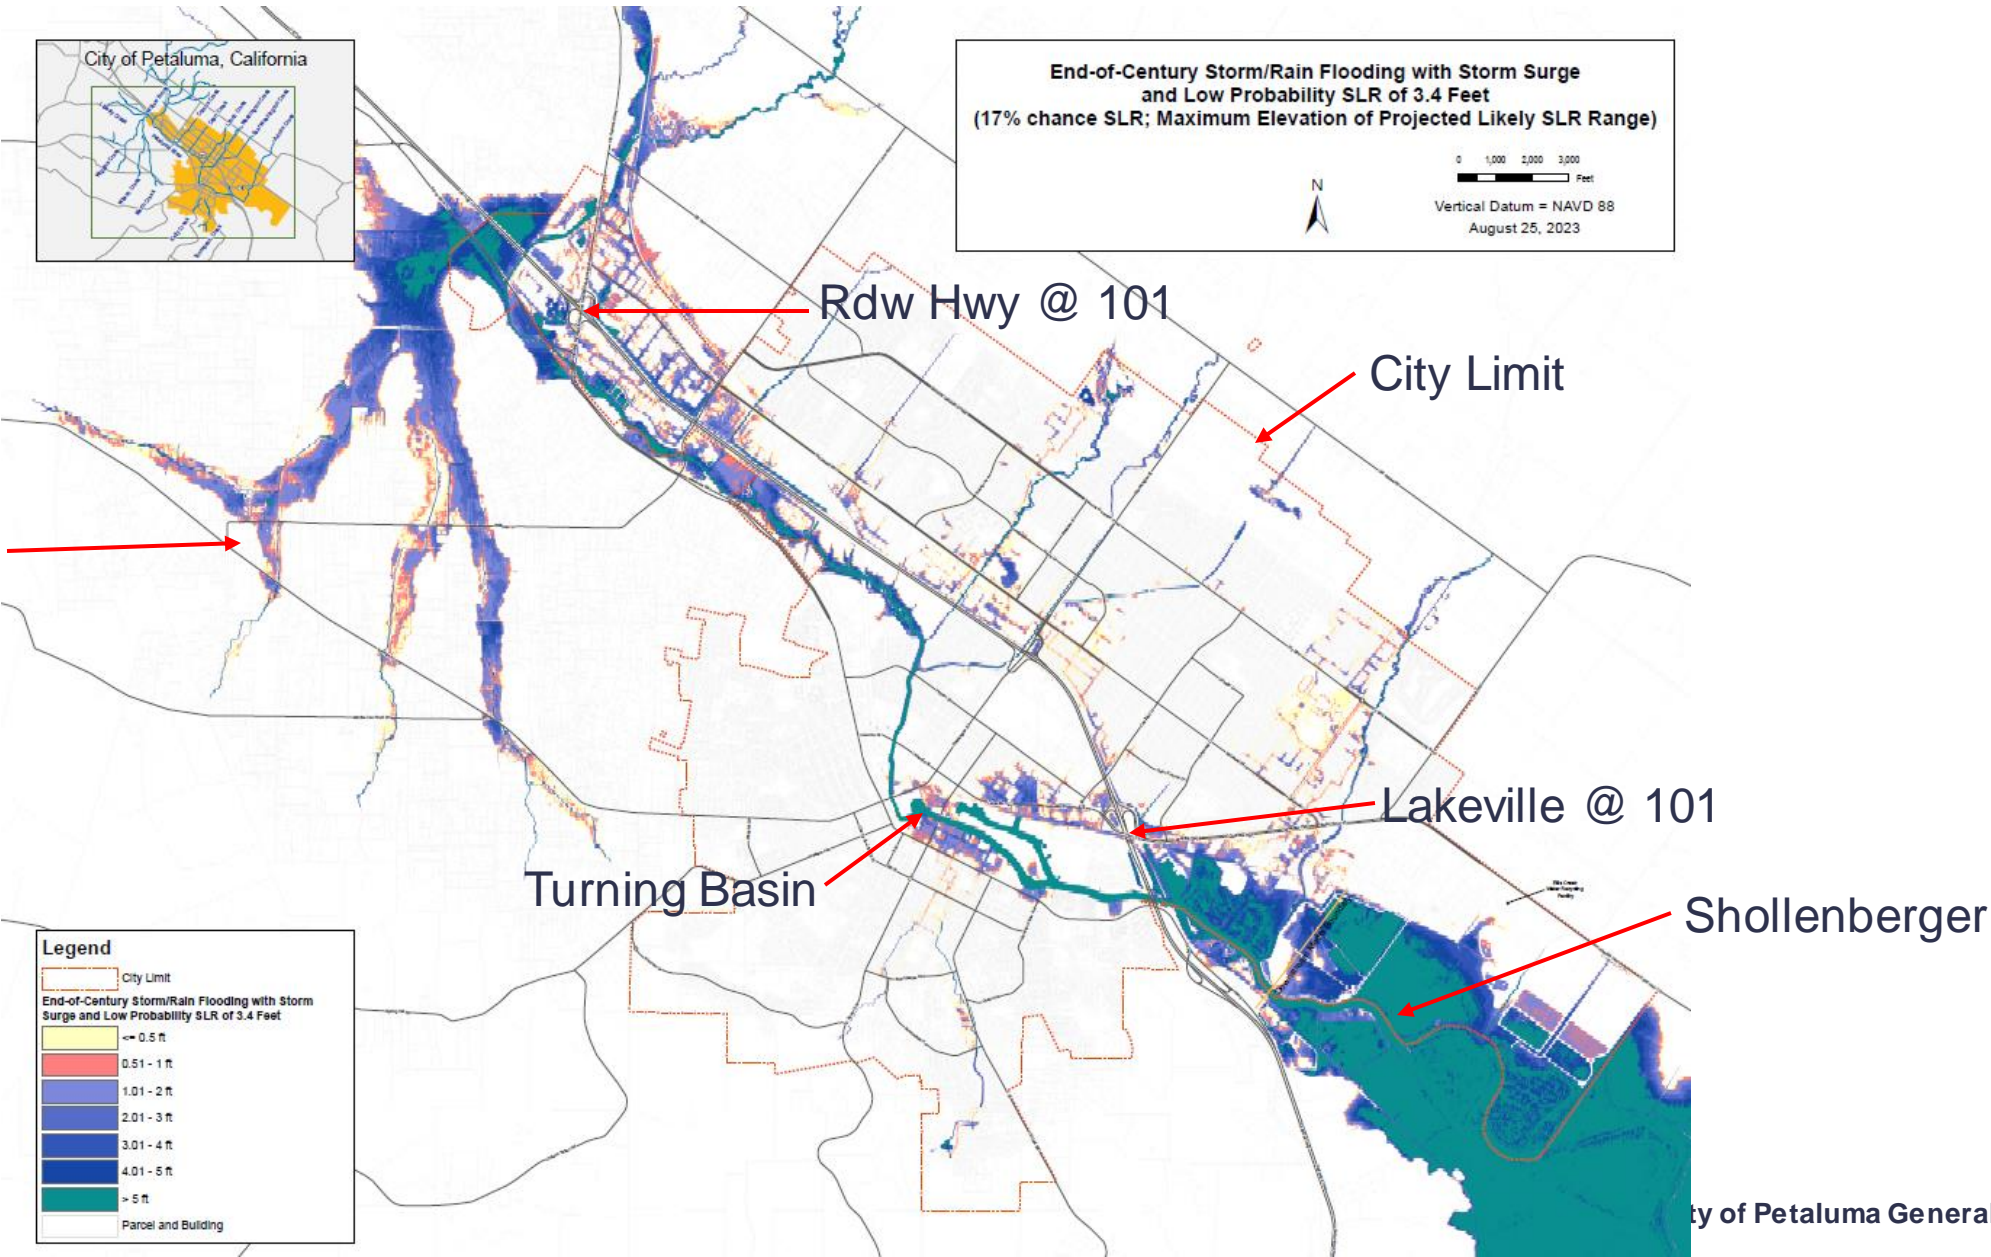 City of Petaluma, California
End-of-Century Storm/Rain Flooding with Storm Surge
and Low Probability SLR of 3.4 Feet
(17% chance SLR; Maximum Elevation of Projected Likely SLR Range)
0 1,000 2,000 3,000
Feet
N
Vertical Datum = NAVD 88
August 25, 2023
Rdw Hwy @ 101
City Limit
Lakeville @ 101
Turning Basin
Shollenberger
Legend
City Limit
End-of-Century Storm/Rain Flooding with Storm
Surge and Low Probability SLR of 3.4 Feet
<= 0.5 ft
0.51 - 1 ft
1.01 - 2 ft
2.01 - 3 ft
3.01 - 4 ft
4.01 - 5 ft
> 5 ft
Parcel and Building
ty of Petaluma General